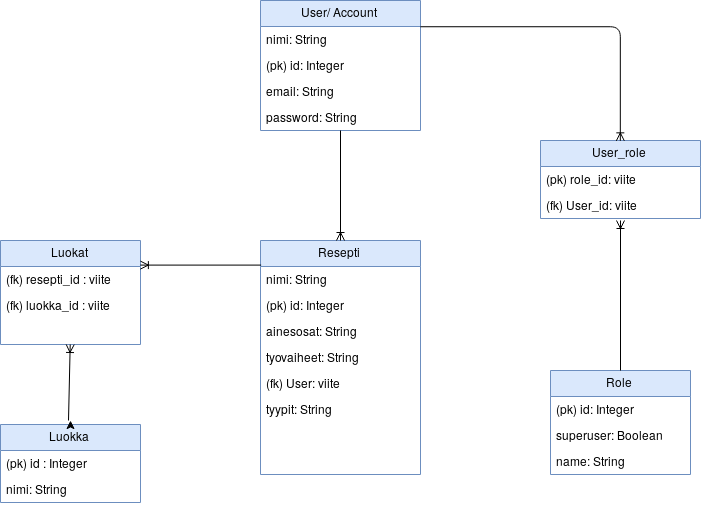 User/ Account
nimi: String
(pk) id: Integer
email: String
password: String
User_role
(pk) role_id: viite
(fk) User_id: viite
Luokat
(fk) resepti_id : viite
(fk) luokka_id : viite
Resepti
nimi: String
(pk) id: Integer
ainesosat: String
tyovaiheet: String
(fk) User: viite
tyypit: String
Role
(pk) id: Integer
superuser: Boolean
name: String
Luokka
(pk) id : Integer
nimi: String